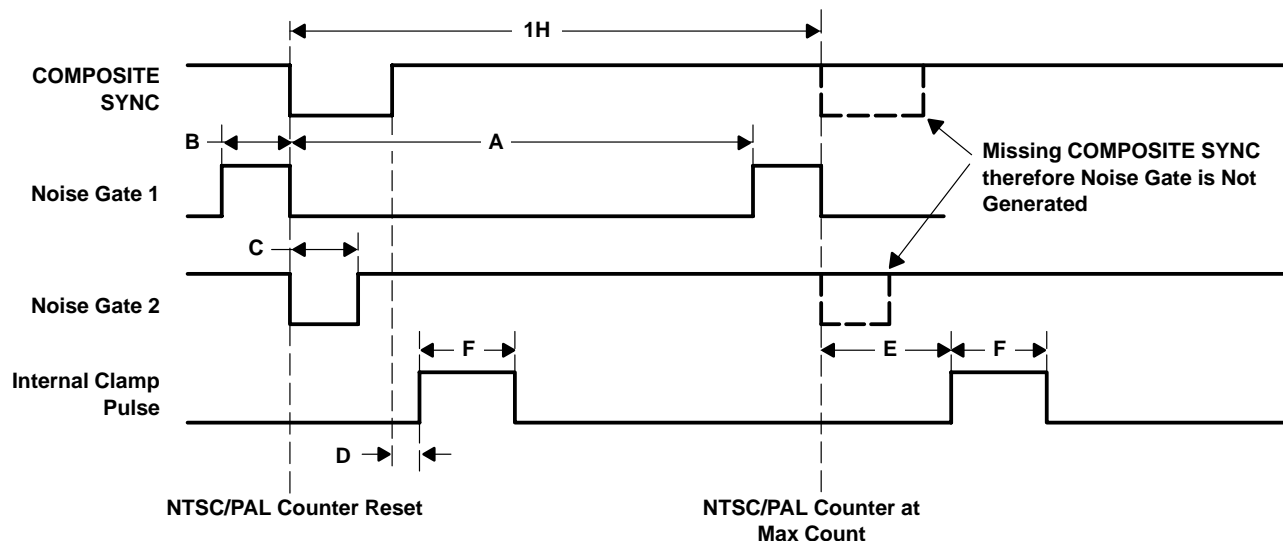 1H
COMPOSITE
SYNC
B
A
Missing COMPOSITE SYNC
therefore Noise Gate is Not
Generated
Noise Gate 1
C
Noise Gate 2
F
E
F
Internal Clamp
Pulse
D
NTSC/PAL Counter Reset
NTSC/PAL Counter at
Max Count